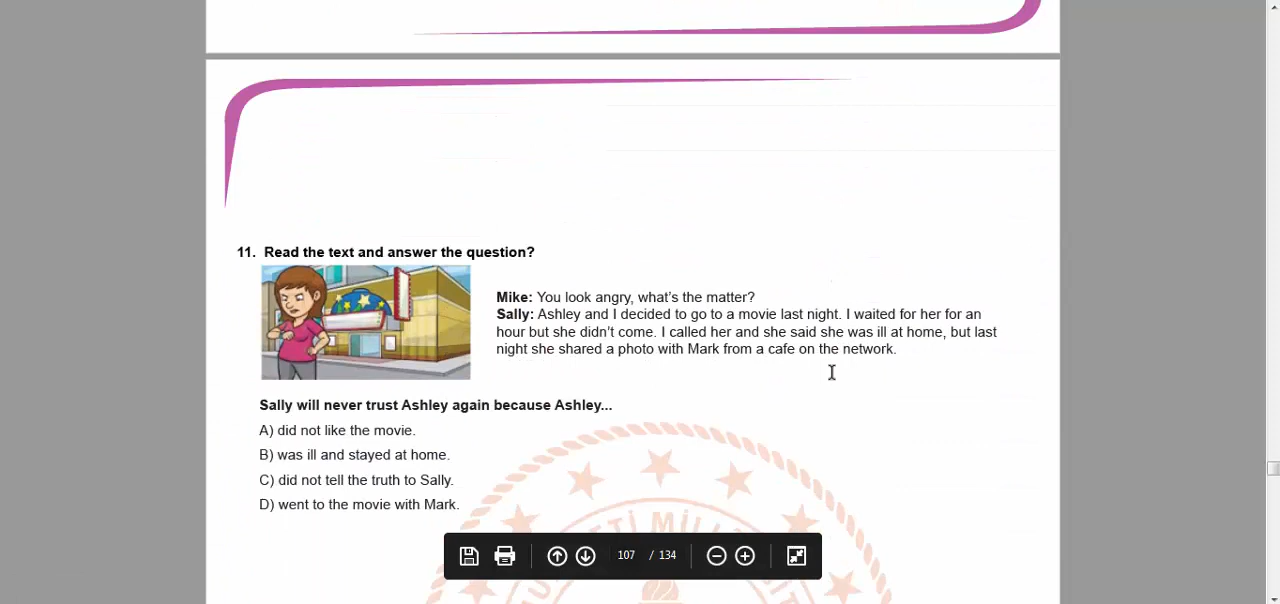 11. Read the text and answer the question?
Mike: You look angry, what's the matter?
Sally: Ashley and I decided to go to a movie last night. I waited for her for an
hour but she didn't come. I called her and she said she was ill at home, but last
night she shared a photo with Mark from a cafe on the network.
Sally will never trust Ashley again because Ashley...
A) did not like the movie.
B) was ill and stayed at home.
C) did not tell the truth to Sally.
D) went to the movie with Mark.
107 / 134